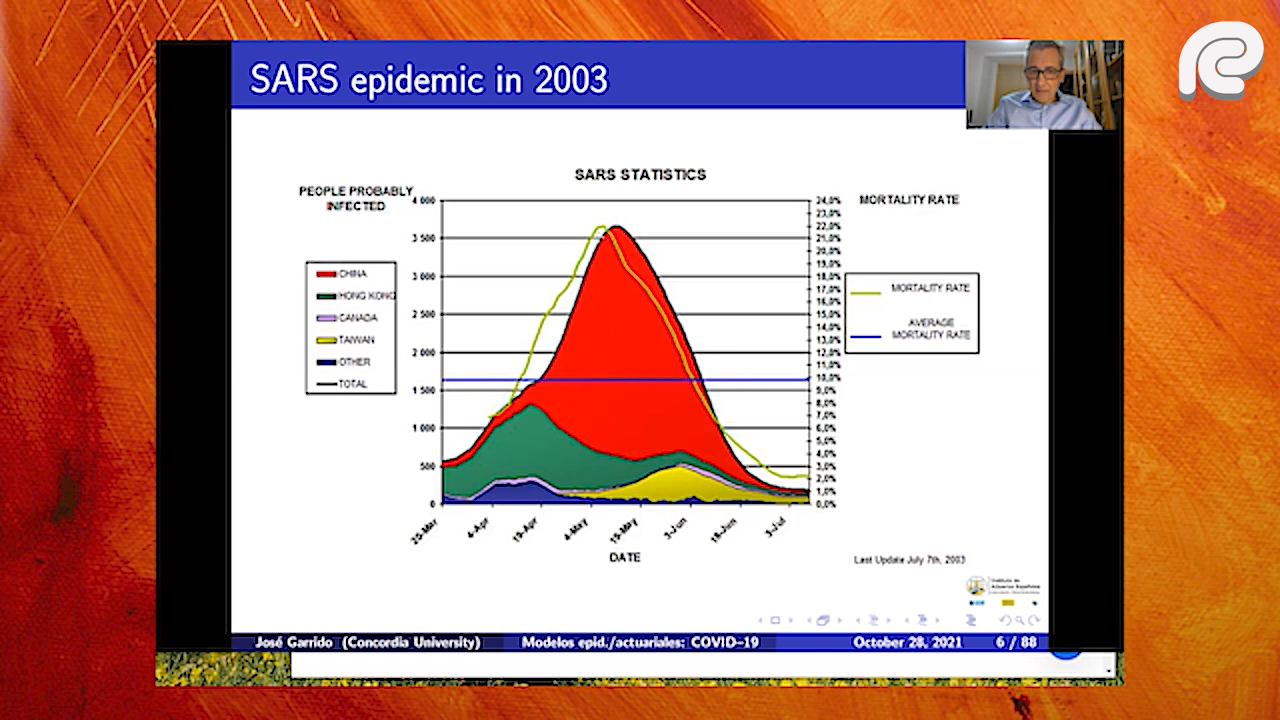 SARS epidemic in 2003
SARS STATISTICS
PEOPLE PROBABLY
INFECTED
MORTALITY RATE
4 000
3 500
3 000
2 500
2 000
1 500
1 000
500
0
24,0%
23,0%
22,0%
21,0%
20,0%
19,0%
18,0%
17,0%
16,0%
15,0%
14,0%
13,0%
12,0%
11,0%
10,0%
9,0%
8,0%
7,0%
6,0%
5,0%
4,0%
3,0%
2,0%
1,0%
0,0%
CHINA
HONG KONG
CANADA
TAIWAN
OTHER
TOTAL
MORTALITY RATE
AVERAGE
MORTALITY RATE
4-Apr
19-Apr
4-May
19-May
3-Jun
18-Jun
3-Jul
DATE
Last Update July 7th, 2003
Instituto de
Actuarios Españoles
José Garrido (Concordia University)
Modelos epid./actuariales: COVID–19
October 28, 2021
6 / 88